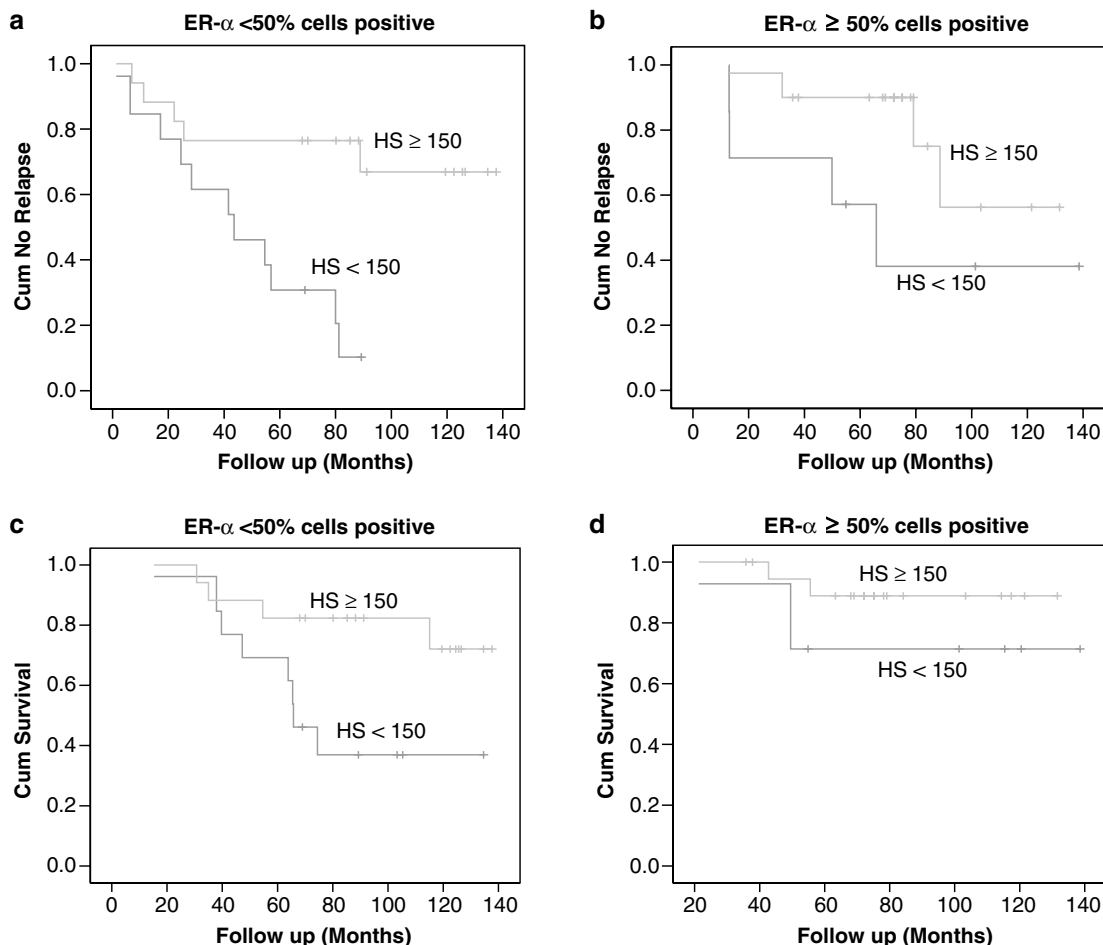 a
ER-α <50% cells positive
Cum No Relapse
1.0
0.8
0.6
0.4
0.2
0.0
HS ≥ 150
HS < 150
0 20 40 60 80 100 120 140
Follow up (Months)
b
ER-α ≥ 50% cells positive
Cum No Relapse
1.0
0.8
0.6
0.4
0.2
0.0
HS ≥ 150
HS < 150
0 20 40 60 80 100 120 140
Follow up (Months)
c
ER-α <50% cells positive
Cum Survival
1.0
0.8
0.6
0.4
0.2
0.0
HS ≥ 150
HS < 150
0 20 40 60 80 100 120 140
Follow up (Months)
d
ER-α ≥ 50% cells positive
Cum Survival
1.0
0.8
0.6
0.4
0.2
0.0
HS ≥ 150
HS < 150
20 40 60 80 100 120 140
Follow up (Months)